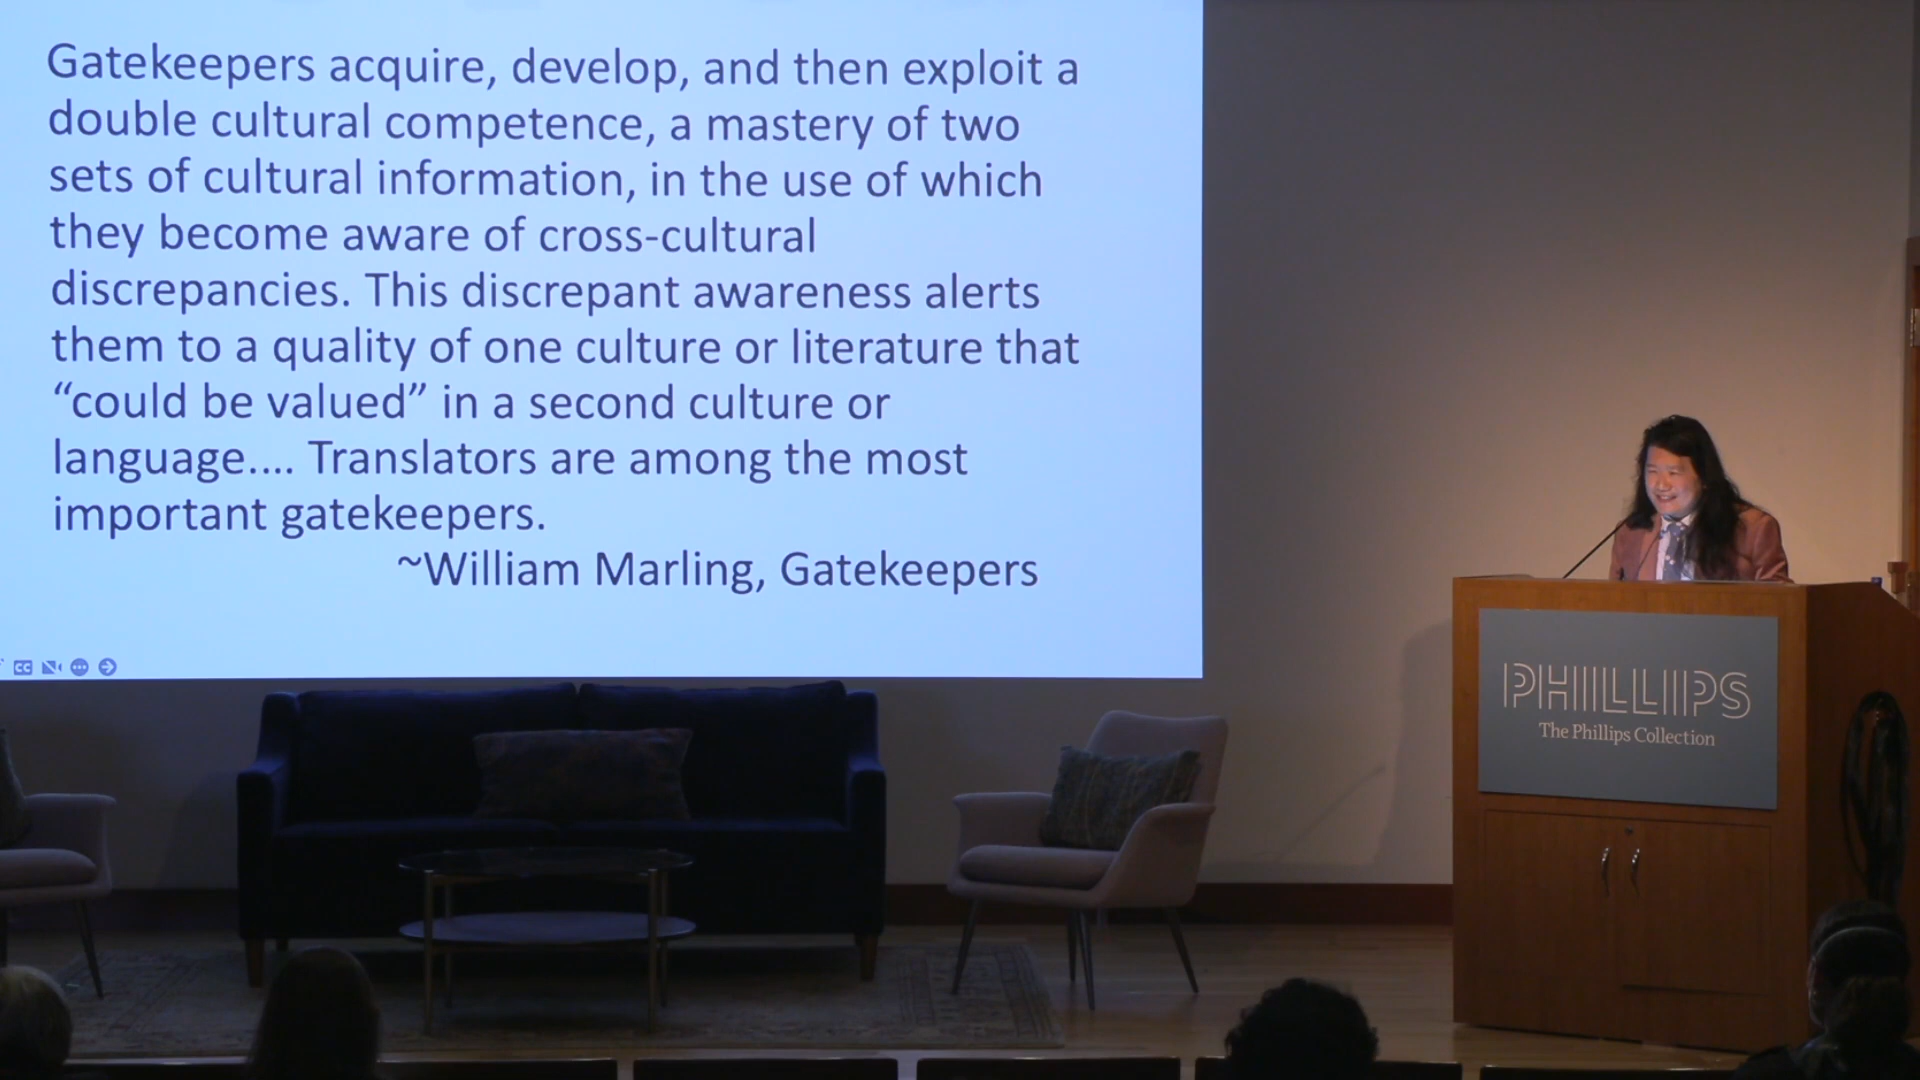 Gatekeepers acquire, develop, and then exploit a
double cultural competence, a mastery of two
sets of cultural information, in the use of which
they become aware of cross-cultural
discrepancies. This discrepant awareness alerts
them to a quality of one culture or literature that
“could be valued” in a second culture or
language.... Translators are among the most
important gatekeepers.
~William Marling, Gatekeepers
CC
PHILLIPS
The Phillips Collection